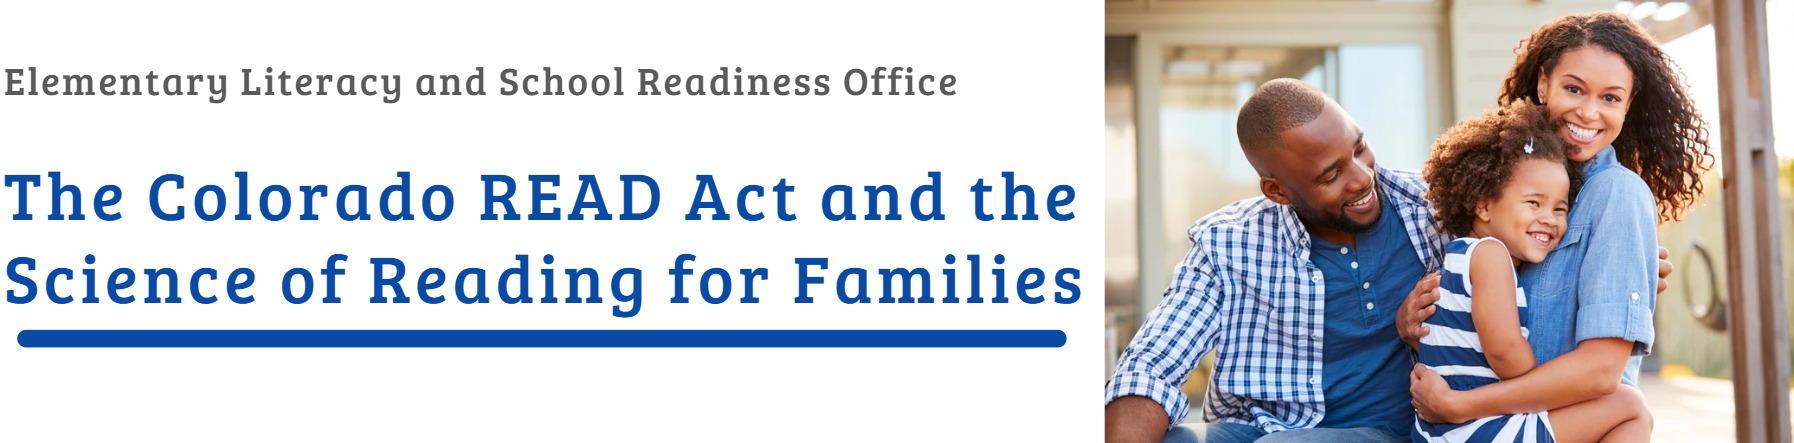 Elementary Literacy and School Readiness Office
The Colorado READ Act and the
Science of Reading for Families